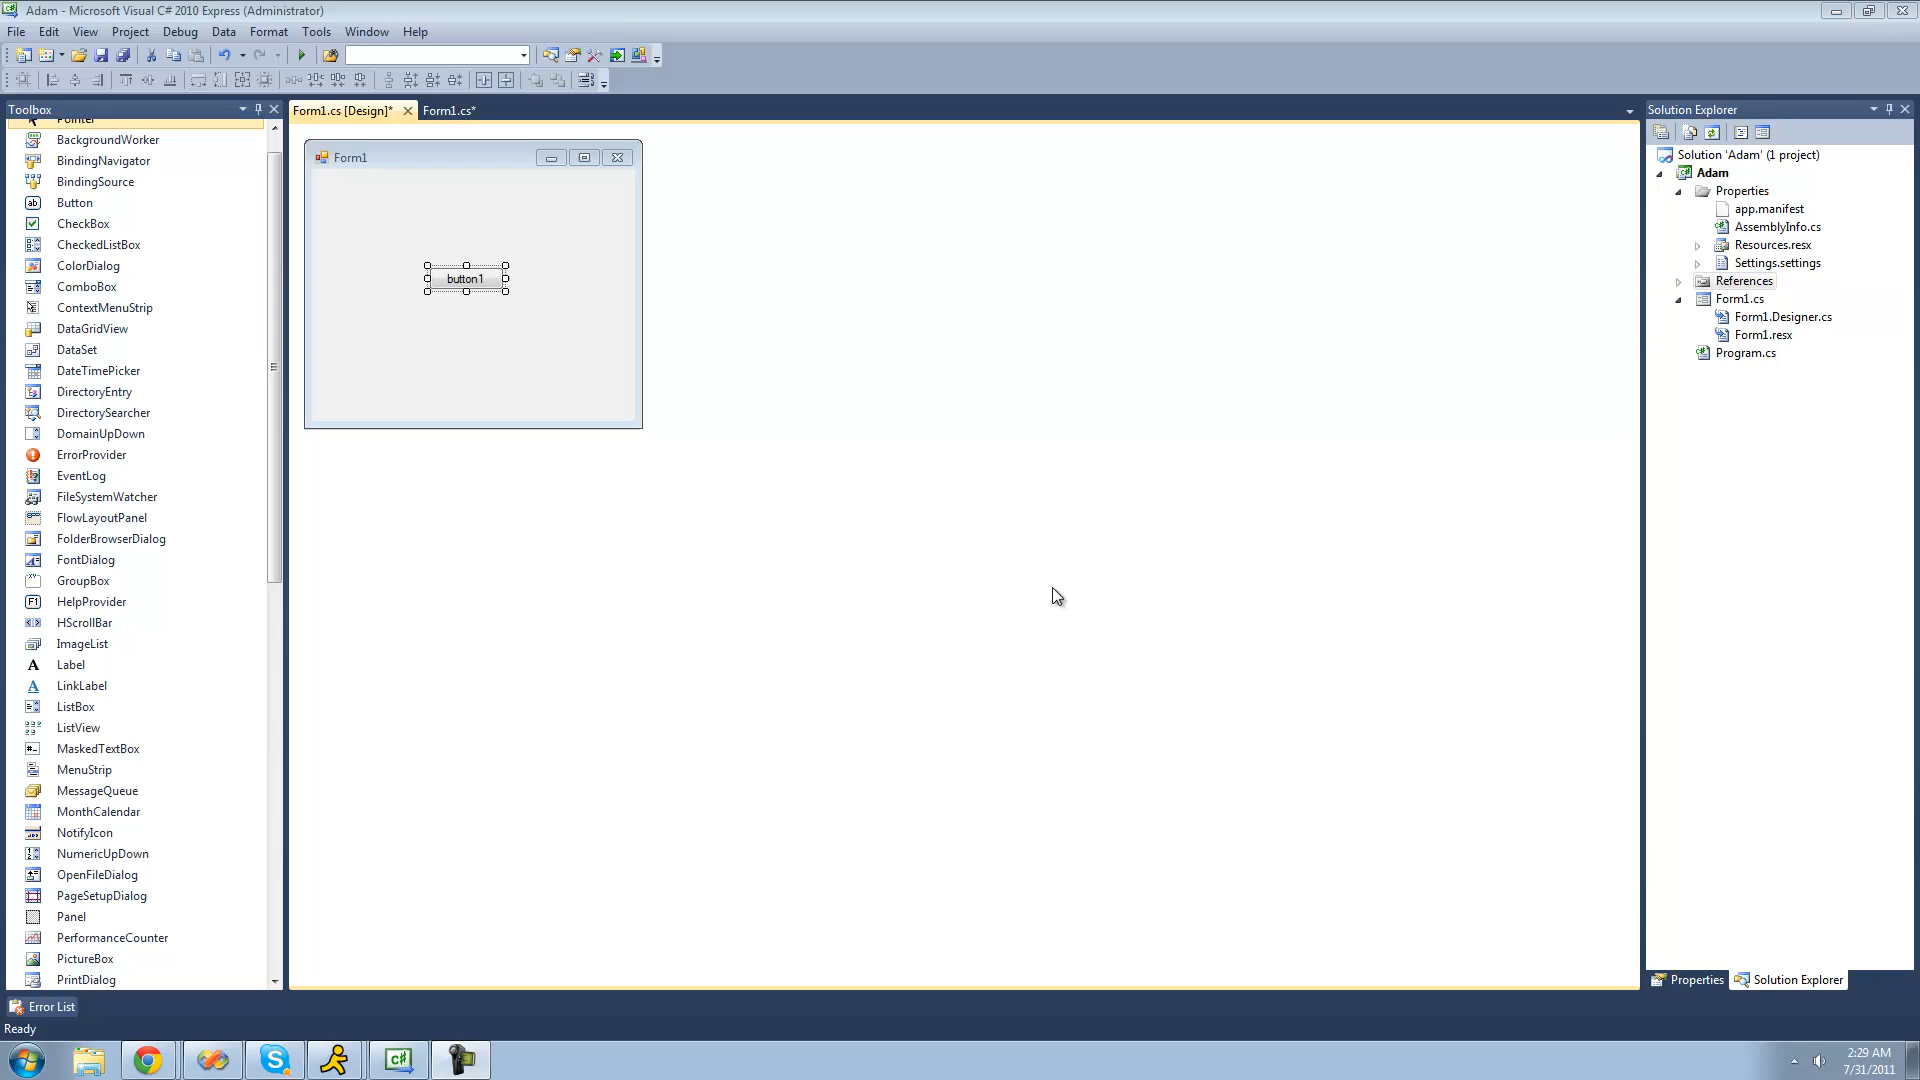 Adam - Microsoft Visual C# 2010 Express (Administrator)
File Edit View Project Debug Data Format Tools Window Help
Toolbox
Pointer
BackgroundWorker
BindingNavigator
BindingSource
Button
CheckBox
CheckedListBox
ColorDialog
ComboBox
ContextMenuStrip
DataGridView
DataSet
DateTimePicker
DirectoryEntry
DirectorySearcher
DomainUpDown
ErrorProvider
EventLog
FileSystemWatcher
FlowLayoutPanel
FolderBrowserDialog
FontDialog
GroupBox
HelpProvider
HScrollBar
ImageList
Label
LinkLabel
ListBox
ListView
MaskedTextBox
MenuStrip
MessageQueue
MonthCalendar
NotifyIcon
NumericUpDown
OpenFileDialog
PageSetupDialog
Panel
PerformanceCounter
PictureBox
PrintDialog
Form1.cs [Design]* Form1.cs*
Form1
button1
Solution Explorer
Solution 'Adam' (1 project)
Adam
Properties
app.manifest
AssemblyInfo.cs
Resources.resx
Settings.settings
References
Form1.cs
Form1.Designer.cs
Form1.resx
Program.cs
Properties Solution Explorer
Error List
Ready
2:29 AM
7/31/2011